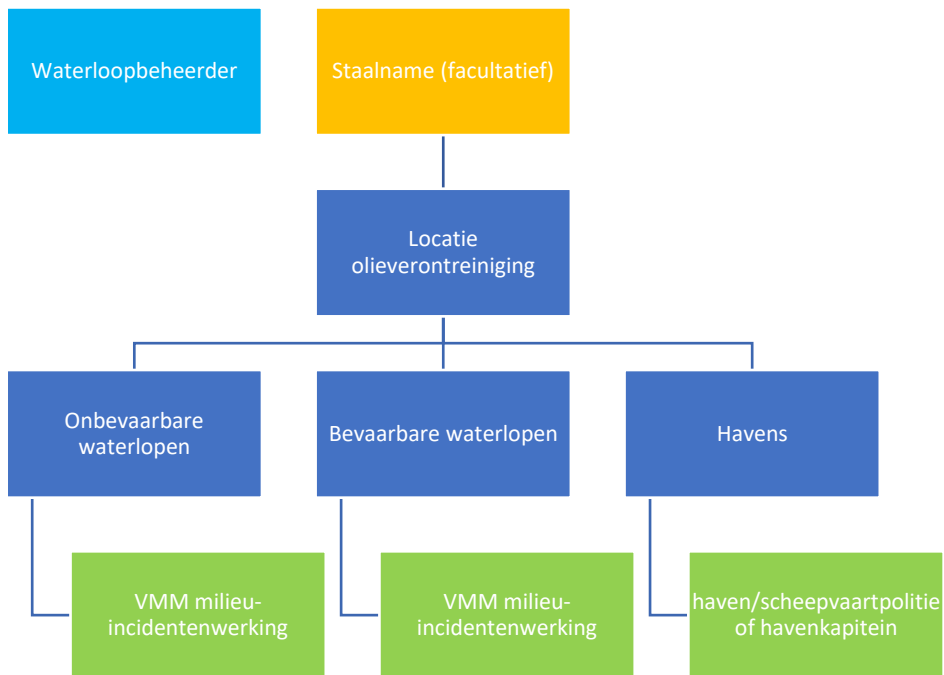 Waterloopbeheerder
Staalname (facultatief)
Locatie
olieverontreiniging
Onbevaarbare
waterlopen
Bevaarbare waterlopen
Havens
VMM milieu-
incidentenwerking
VMM milieu-
incidentenwerking
haven/scheepvaartpolitie
of havenkapitein